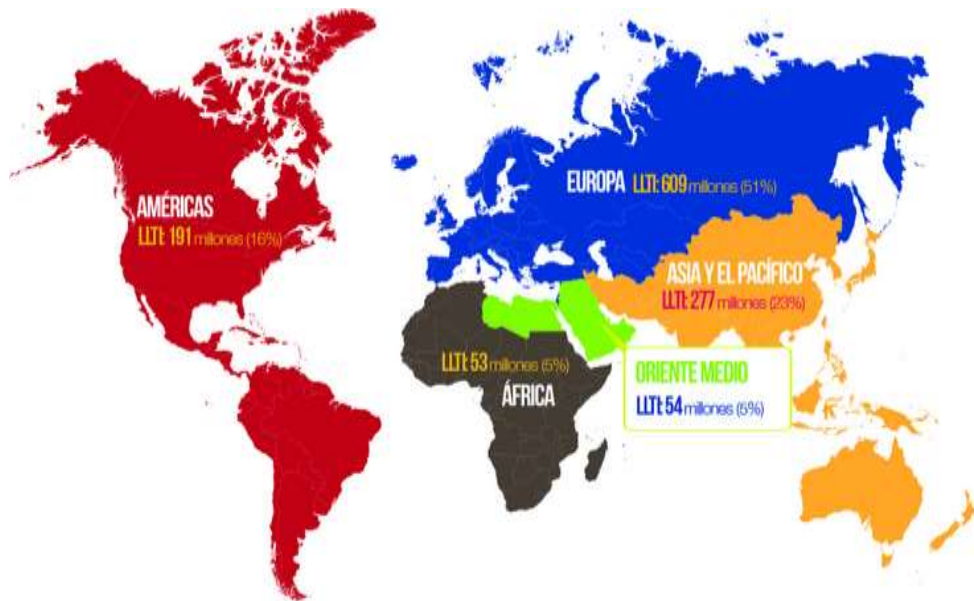 AMÉRICAS
LLTI: 191 millones (16%)
EUROPA LLTI: 609 millones (51%)
ASIA Y EL PACÍFICO
LLTI: 277 millones (23%)
LLTI: 53 millones (5%)
ÁFRICA
ORIENTE MEDIO
LLTI: 54 millones (5%)